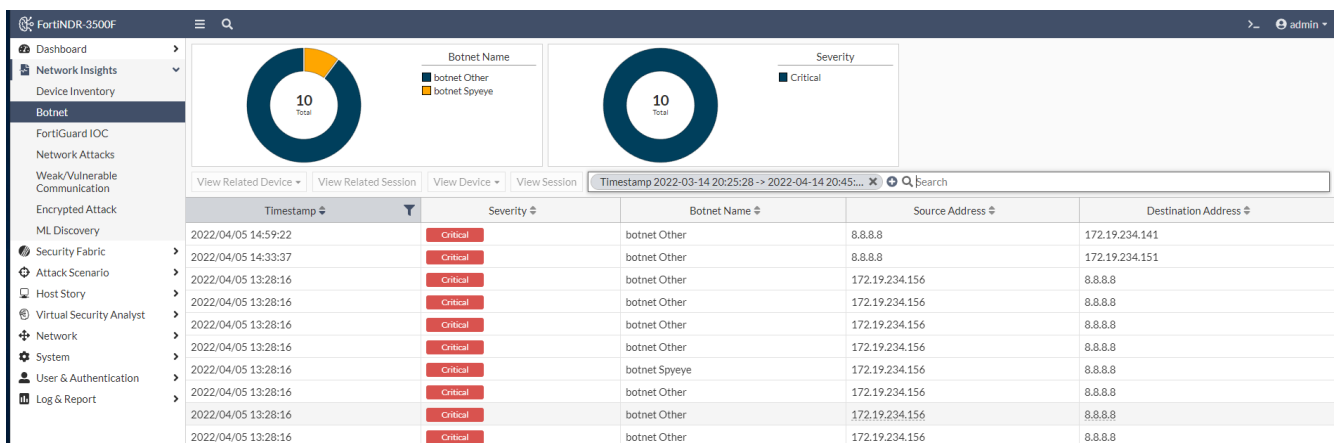 FortiNDR-3500F
>_ admin
Dashboard
Network Insights
Device Inventory
Botnet
FortiGuard IOC
Network Attacks
Weak/Vulnerable
Communication
Encrypted Attack
ML Discovery
Security Fabric
Attack Scenario
Host Story
Virtual Security Analyst
Network
System
User & Authentication
Log & Report
10
Total
Botnet Name
botnet Other
botnet Spyeye
10
Total
Severity
Critical
View Related Device View Related Session View Device View Session Timestamp 2022-03-14 20:25:28 -> 2022-04-14 20:45:... Search
Timestamp Severity Botnet Name Source Address Destination Address
2022/04/05 14:59:22 Critical botnet Other 8.8.8.8 172.19.234.141
2022/04/05 14:33:37 Critical botnet Other 8.8.8.8 172.19.234.151
2022/04/05 13:28:16 Critical botnet Other 172.19.234.156 8.8.8.8
2022/04/05 13:28:16 Critical botnet Other 172.19.234.156 8.8.8.8
2022/04/05 13:28:16 Critical botnet Other 172.19.234.156 8.8.8.8
2022/04/05 13:28:16 Critical botnet Other 172.19.234.156 8.8.8.8
2022/04/05 13:28:16 Critical botnet Spyeye 172.19.234.156 8.8.8.8
2022/04/05 13:28:16 Critical botnet Other 172.19.234.156 8.8.8.8
2022/04/05 13:28:16 Critical botnet Other 172.19.234.156 8.8.8.8
2022/04/05 13:28:16 Critical botnet Other 172.19.234.156 8.8.8.8